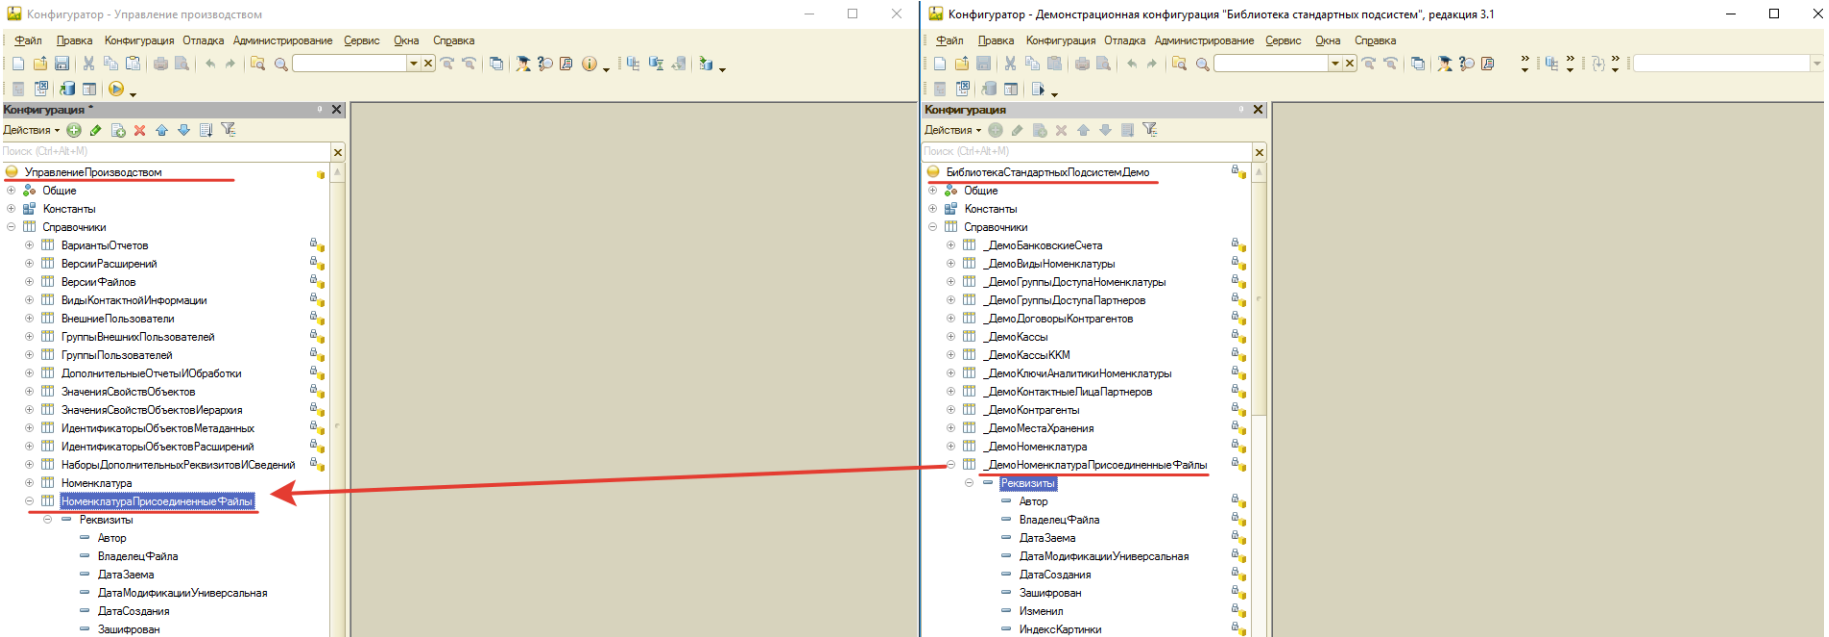 Конфигуратор - Управление производством
Файл Правка Конфигурация Отладка Администрирование Сервис Окна Справка
Конфигурация *
Действия
Поиск (Ctrl+Alt+M)
УправлениеПроизводством
Общие
Константы
Справочники
ВариантыОтчетов
ВерсииРасширений
ВерсииФайлов
ВидыКонтактнойИнформации
ВнешниеПользователи
ГруппыВнешнихПользователей
ГруппыПользователей
ДополнительныеОтчетыИОбработки
ЗначенияСвойствОбъектов
ЗначенияСвойствОбъектовИерархия
ИдентификаторыОбъектовМетаданных
ИдентификаторыОбъектовРасширений
НаборыДополнительныхРеквизитовИСведений
Номенклатура
НоменклатураПрисоединенныеФайлы
Реквизиты
Автор
ВладелецФайла
ДатаЗаема
ДатаМодификацииУниверсальная
ДатаСоздания
Зашифрован
Конфигуратор - Демонстрационная конфигурация "Библиотека стандартных подсистем", редакция 3.1
Файл Правка Конфигурация Отладка Администрирование Сервис Окна Справка
Конфигурация
Действия
Поиск (Ctrl+Alt+M)
БиблиотекаСтандартныхПодсистемДемо
Общие
Константы
Справочники
_ДемоБанковскиеСчета
_ДемоВидыНоменклатуры
_ДемоГруппыДоступаНоменклатуры
_ДемоГруппыДоступаПартнеров
_ДемоДоговорыКонтрагентов
_ДемоКассы
_ДемоКассыККМ
_ДемоКлючиАналитикиНоменклатуры
_ДемоКонтактныеЛицаПартнеров
_ДемоКонтрагенты
_ДемоМестаХранения
_ДемоНоменклатура
_ДемоНоменклатураПрисоединенныеФайлы
Реквизиты
Автор
ВладелецФайла
ДатаЗаема
ДатаМодификацииУниверсальная
ДатаСоздания
Зашифрован
Изменил
ИндексКартинки